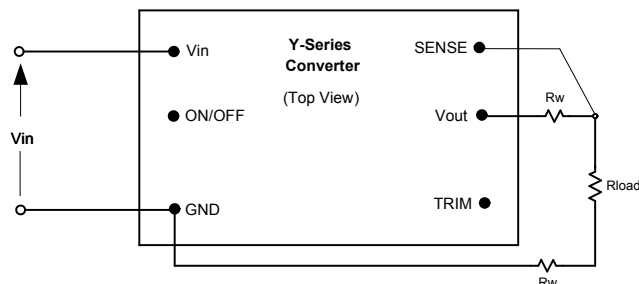 Y-Series
Converter
(Top View)
Vin
SENSE
ON/OFF
Vout
Rw
Vin
Rload
GND
TRIM
Rw